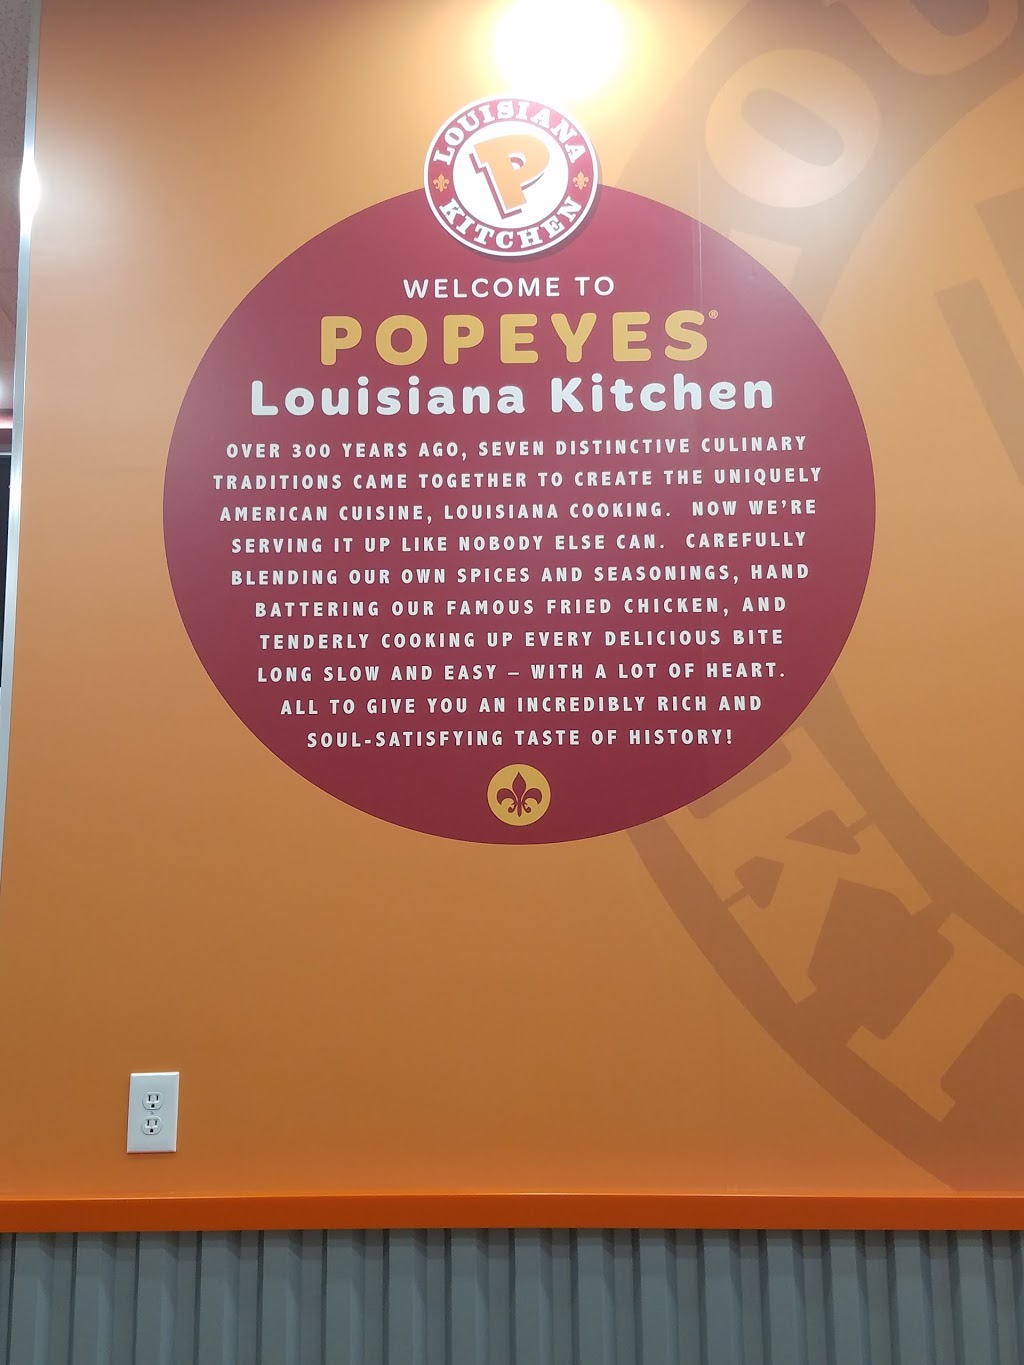 LOUISIANA
P
KITCHEN
WELCOME TO
POPEYES®
Louisiana Kitchen
OVER 300 YEARS AGO, SEVEN DISTINCTIVE CULINARY
TRADITIONS CAME TOGETHER TO CREATE THE UNIQUELY
AMERICAN CUISINE, LOUISIANA COOKING. NOW WE'RE
SERVING IT UP LIKE NOBODY ELSE CAN. CAREFULLY
BLENDING OUR OWN SPICES AND SEASONINGS, HAND
BATTERING OUR FAMOUS FRIED CHICKEN, AND
TENDERLY COOKING UP EVERY DELICIOUS BITE
LONG SLOW AND EASY – WITH A LOT OF HEART.
ALL TO GIVE YOU AN INCREDIBLY RICH AND
SOUL-SATISFYING TASTE OF HISTORY!
LOU
KI